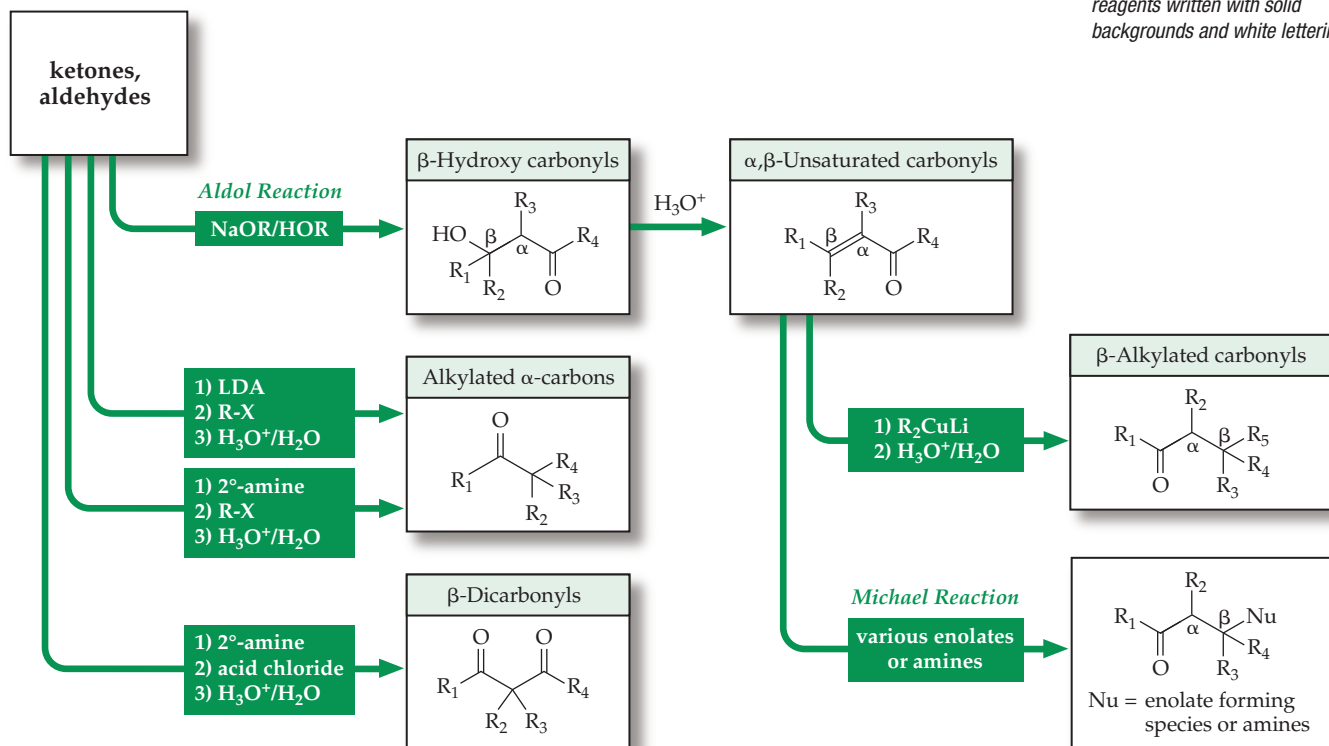 reagents written with solid
backgrounds and white letterin
ketones,
aldehydes
Aldol Reaction
NaOR/HOR
β-Hydroxy carbonyls
R₃
HO
β
R₄
α
R₁
R₂
O
H₃O⁺
α,β-Unsaturated carbonyls
R₃
R₁
β
R₄
α
R₂
O
1) LDA
2) R-X
3) H₃O⁺/H₂O
1) 2°-amine
2) R-X
3) H₃O⁺/H₂O
Alkylated α-carbons
O
R₄
R₁
R₃
R₂
1) R₂CuLi
2) H₃O⁺/H₂O
β-Alkylated carbonyls
R₂
R₁
β
R₅
α
R₄
O
R₃
1) 2°-amine
2) acid chloride
3) H₃O⁺/H₂O
β-Dicarbonyls
O O
R₁ R₄
R₂ R₃
Michael Reaction
various enolates
or amines
R₂
R₁
β
Nu
α
R₄
O
R₃
Nu = enolate forming
species or amines